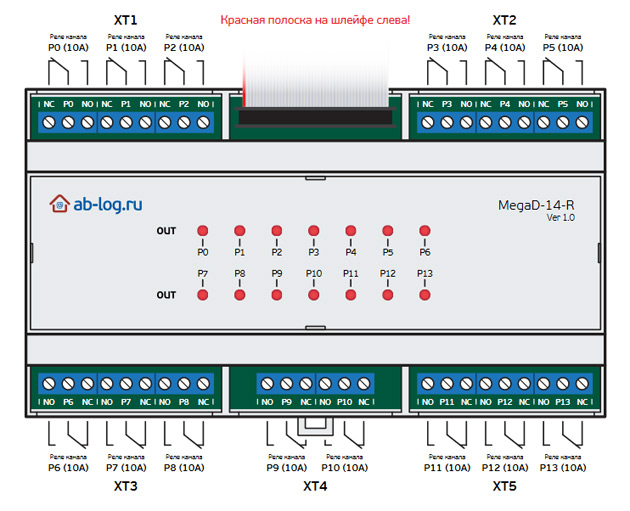 XT1
Красная полоска на шлейфе слева!
XT2
Реле канала Реле канала Реле канала
P0 (10A) P1 (10A) P2 (10A)
Реле канала Реле канала Реле канала
P3 (10A) P4 (10A) P5 (10A)
NC P0 NO NC P1 NO NC P2 NO
NC P3 NO NC P4 NO NC P5 NO
ab-log.ru
MegaD-14-R
Ver 1.0
OUT
P0 P1 P2 P3 P4 P5 P6
P7 P8 P9 P10 P11 P12 P13
OUT
NO P6 NC NO P7 NC NO P8 NC
NO P9 NC NO P10 NC
NO P11 NC NO P12 NC NO P13 NC
Реле канала Реле канала Реле канала
P6 (10A) P7 (10A) P8 (10A)
Реле канала Реле канала
P9 (10A) P10 (10A)
Реле канала Реле канала Реле канала
P11 (10A) P12 (10A) P13 (10A)
XT3
XT4
XT5